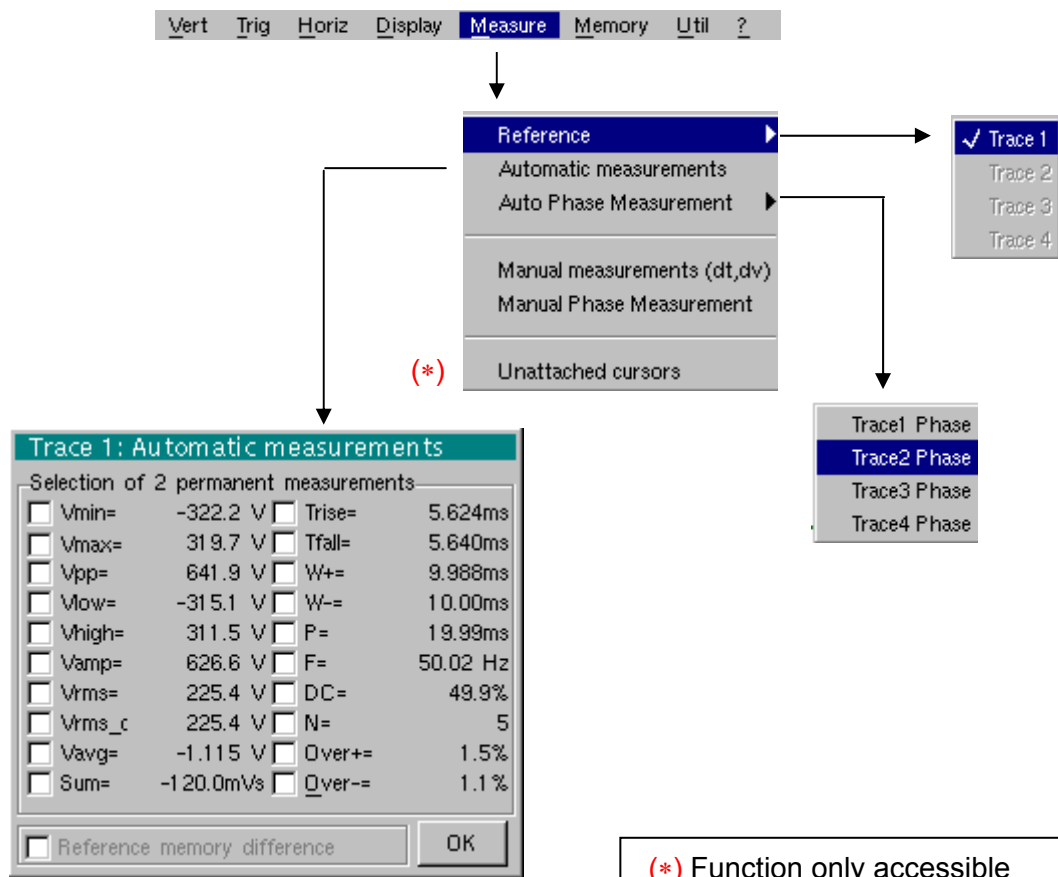 Vert Trig Horiz Display Measure Memory Util ?
Reference
Automatic measurements
Auto Phase Measurement
Manual measurements (dt,dv)
Manual Phase Measurement
(*) Unattached cursors
✓ Trace 1
Trace 2
Trace 3
Trace 4
Trace1 Phase
Trace2 Phase
Trace3 Phase
Trace4 Phase
Trace 1: Automatic measurements
Selection of 2 permanent measurements
Vmin= -322.2 V Trise= 5.624ms
Vmax= 319.7 V Tfall= 5.640ms
Vpp= 641.9 V W+= 9.988ms
Vlow= -315.1 V W-= 10.00ms
Vhigh= 311.5 V P= 19.99ms
Vamp= 626.6 V F= 50.02 Hz
Vrms= 225.4 V DC= 49.9%
Vrms_c 225.4 V N= 5
Vavg= -1.115 V Over+= 1.5%
Sum= -120.0mVs Over-= 1.1%
Reference memory difference OK
(*) Function only accessible